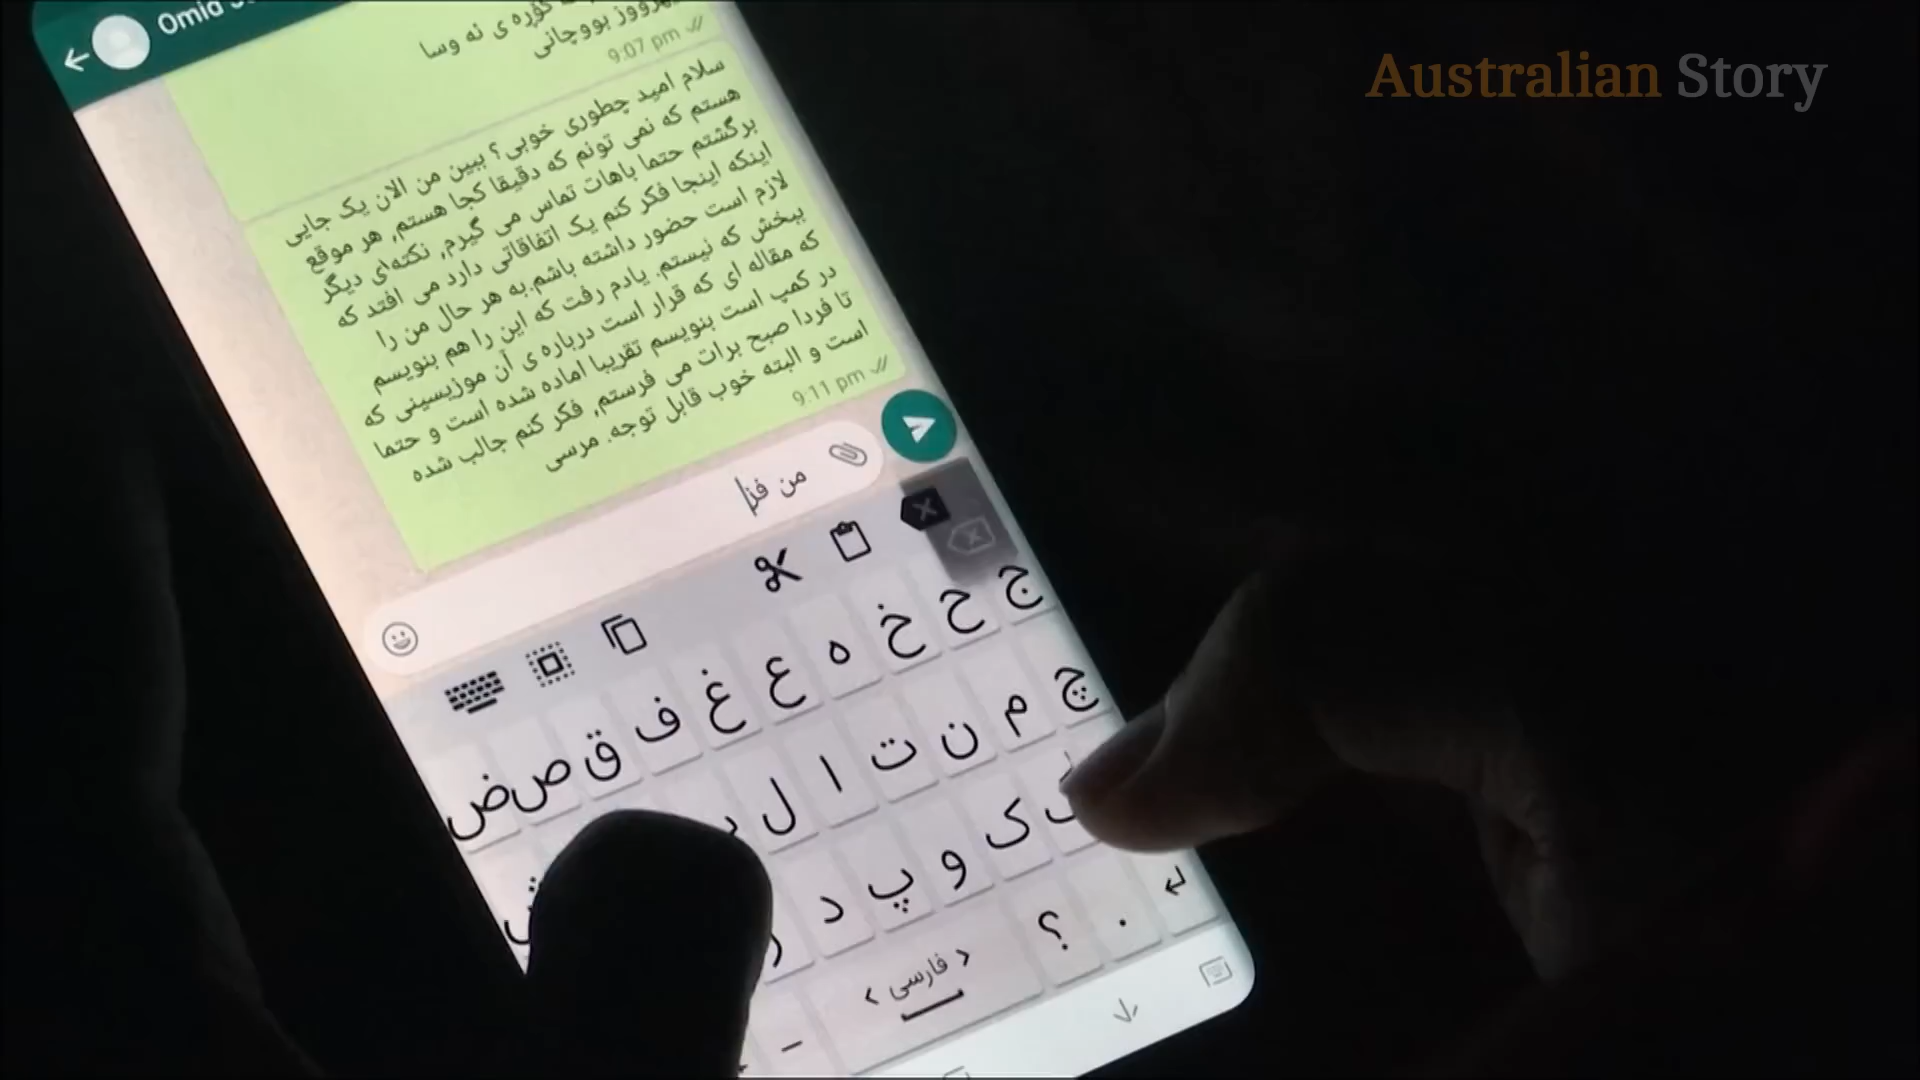 Omid
کۆڕه ی نه وسا
بووچانی
9:07 pm
سلام امید چطوری خوبی؟ ببین من الان یک جایی
هستم که نمی تونم که دقیقا کجا هستم, هر موقع
برگشتم حتما باهات تماس می گیرم, نکته‌ای دیگر
اینکه اینجا فکر کنم یک اتفاقاتی دارد می افتد که
لازم است حضور داشته باشم.به هر حال من را
ببخش که نیستم. یادم رفت که این را هم بنویسم
که مقاله ای که قرار است درباره ی آن موزیسینی که
در کمپ است بنویسم تقریبا اماده شده است و حتما
تا فردا صبح برات می فرستم, فکر کنم جالب شده
است و البته خوب قابل توجه. مرسی
9:11 pm
من فذ
ض ص ق ف غ ع ه خ ح ج
ل ا ت ن م چ
د پ و ک
فارسی . ؟
Australian Story